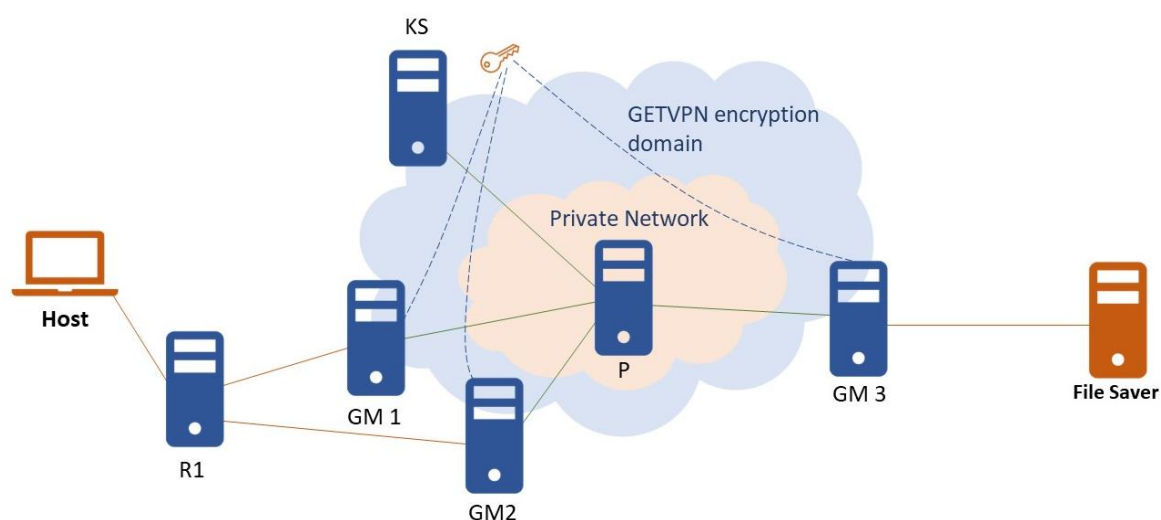 KS
GETVPN encryption
domain
Private Network
Host
P
GM 1
GM 3
File Saver
R1
GM2